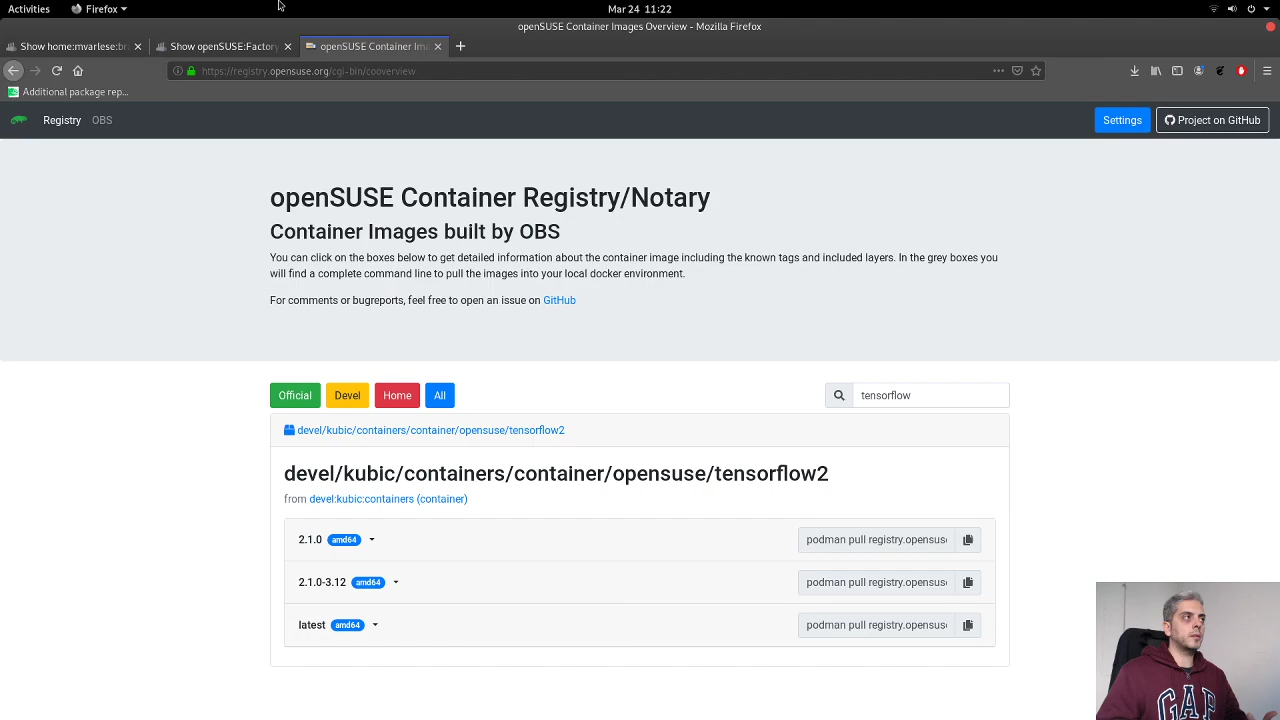 Activities
Firefox
Mar 24 11:22
openSUSE Container Images Overview - Mozilla Firefox
Show home:mvarlese:br
Show openSUSE:Factory
openSUSE Container Ima
https://registry.opensuse.org/cgi-bin/cooverview
Additional package rep...
Registry
OBS
Settings
Project on GitHub
openSUSE Container Registry/Notary
Container Images built by OBS
You can click on the boxes below to get detailed information about the container image including the known tags and included layers. In the grey boxes you
will find a complete command line to pull the images into your local docker environment.
For comments or bugreports, feel free to open an issue on GitHub
Official
Devel
Home
All
tensorflow
devel/kubic/containers/container/opensuse/tensorflow2
devel/kubic/containers/container/opensuse/tensorflow2
from devel:kubic:containers (container)
2.1.0 amd64
podman pull registry.opensuse
2.1.0-3.12 amd64
podman pull registry.opensuse
latest amd64
podman pull registry.opensuse
GAP